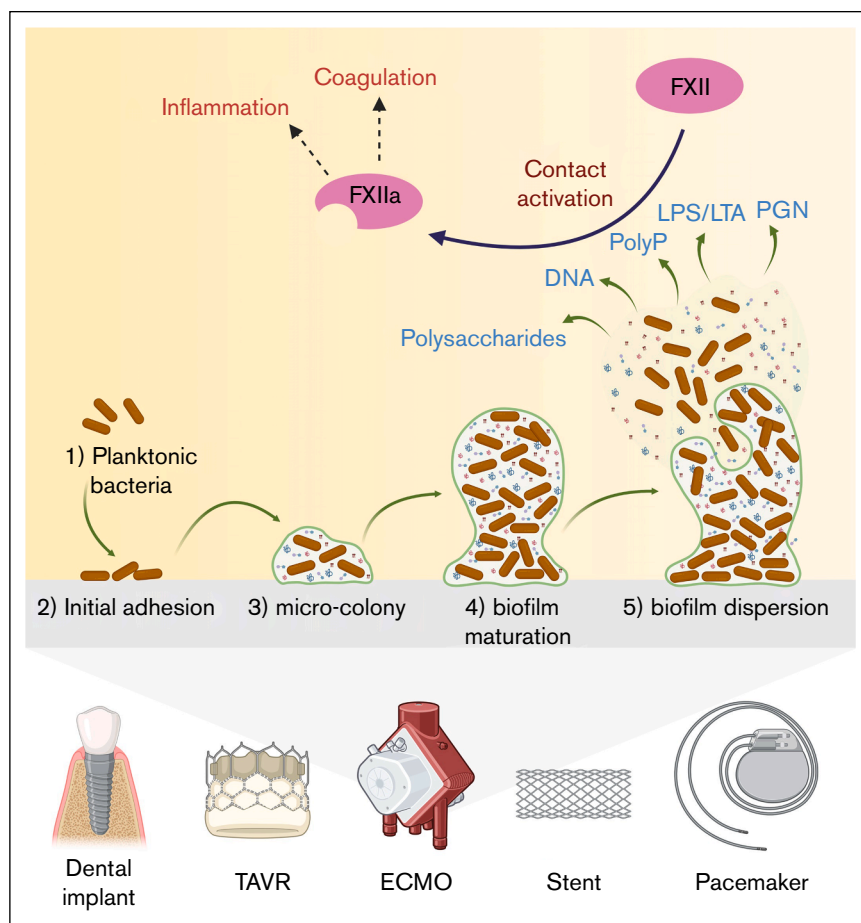 Coagulation
Inflammation
FXII
FXIIa
Contact
activation
LPS/LTA
PGN
PolyP
DNA
Polysaccharides
1) Planktonic
bacteria
2) Initial adhesion
3) micro-colony
4) biofilm
maturation
5) biofilm dispersion
Dental
implant
TAVR
ECMO
Stent
Pacemaker